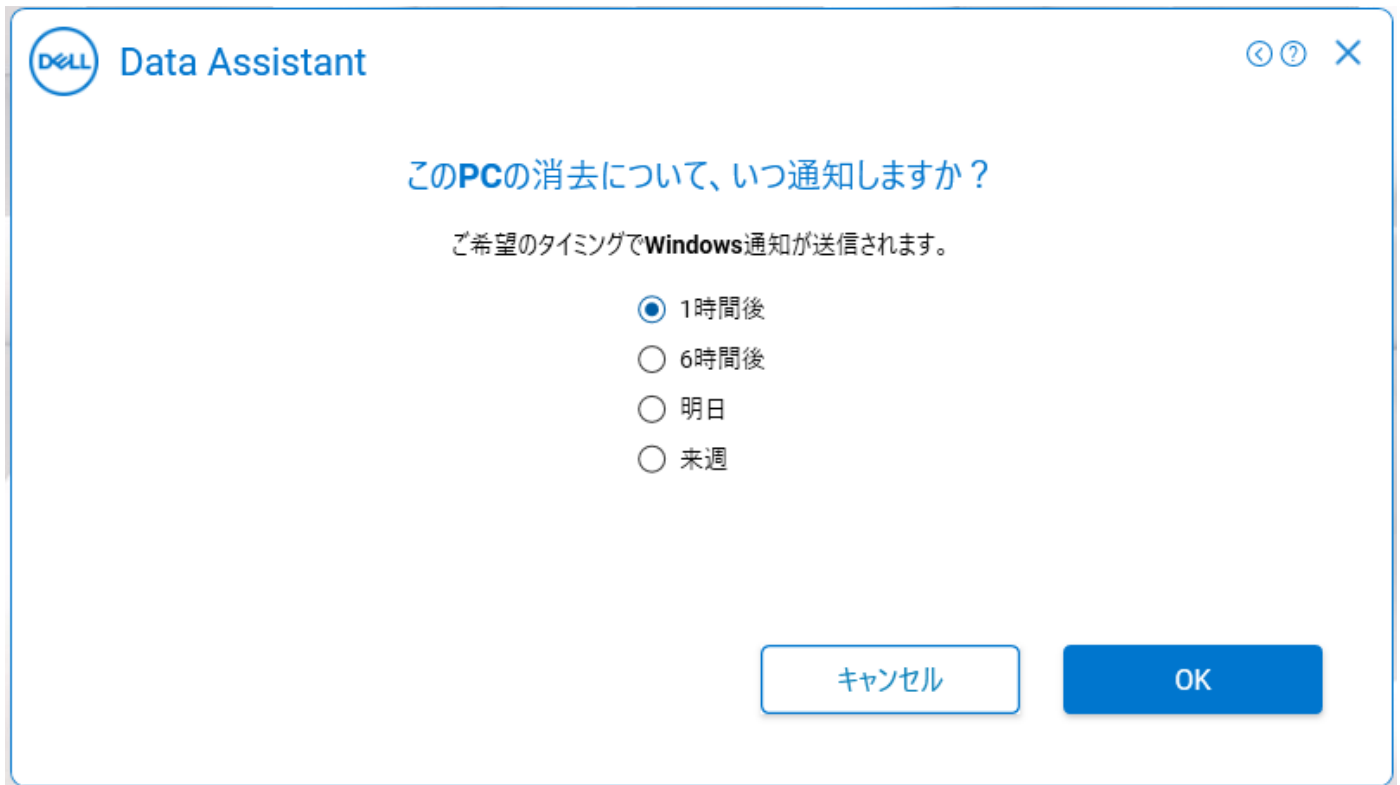 DELL Data Assistant
このPCの消去について、いつ通知しますか？
ご希望のタイミングでWindows通知が送信されます。
1時間後
6時間後
明日
来週
キャンセル OK